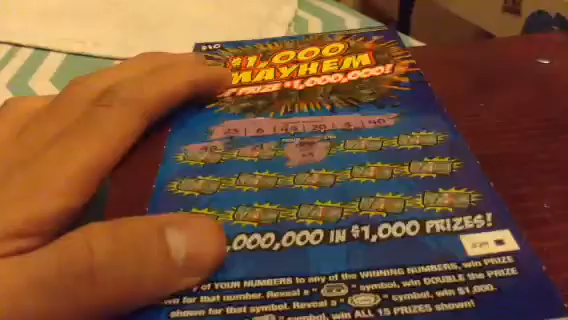 $10
$1,000
MAYHEM
PRIZE $1,000,000!
23 6 43 20 3 40
,000,000 IN $1,000 PRIZES!
of YOUR NUMBERS to any of the WINNING NUMBERS, win PRIZE
wn for that number. Reveal a " " symbol, win DOUBLE the PRIZE
shown for that symbol. Reveal a " " symbol, win $1,000.
" symbol, win ALL 15 PRIZES shown!